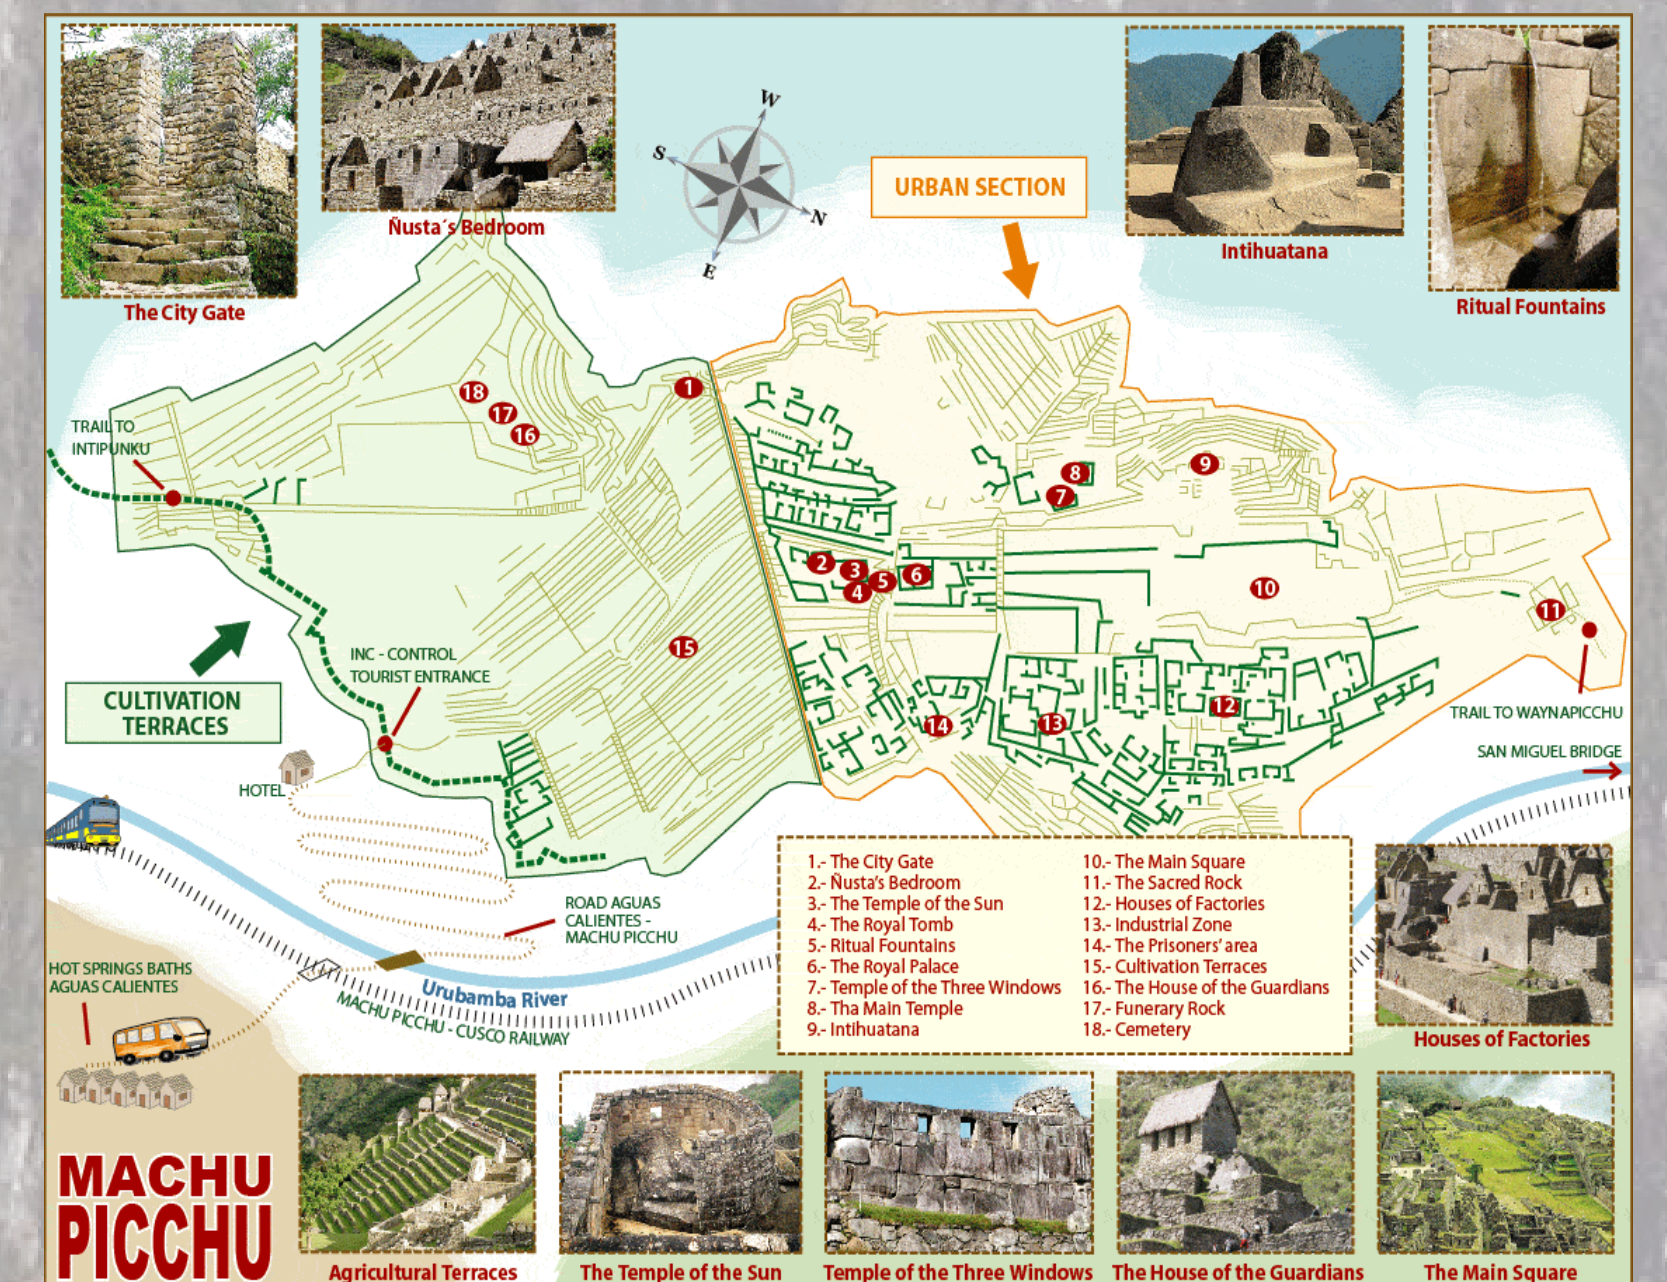 The City Gate
Ñusta´s Bedroom
W
S
N
E
URBAN SECTION
Intihuatana
Ritual Fountains
TRAIL TO
INTIPUNKU
18
17
16
1
8
7
9
2
3
4
5
6
10
11
15
14
13
12
INC - CONTROL
TOURIST ENTRANCE
CULTIVATION
TERRACES
HOTEL
TRAIL TO WAYNAPICCHU
SAN MIGUEL BRIDGE
ROAD AGUAS
CALIENTES -
MACHU PICCHU
HOT SPRINGS BATHS
AGUAS CALIENTES
Urubamba River
MACHU PICCHU - CUSCO RAILWAY
1.- The City Gate
2.- Ñusta's Bedroom
3.- The Temple of the Sun
4.- The Royal Tomb
5.- Ritual Fountains
6.- The Royal Palace
7.- Temple of the Three Windows
8.- Tha Main Temple
9.- Intihuatana
10.- The Main Square
11.- The Sacred Rock
12.- Houses of Factories
13.- Industrial Zone
14.- The Prisoners' area
15.- Cultivation Terraces
16.- The House of the Guardians
17.- Funerary Rock
18.- Cemetery
Houses of Factories
MACHU
PICCHU
Agricultural Terraces
The Temple of the Sun
Temple of the Three Windows
The House of the Guardians
The Main Square